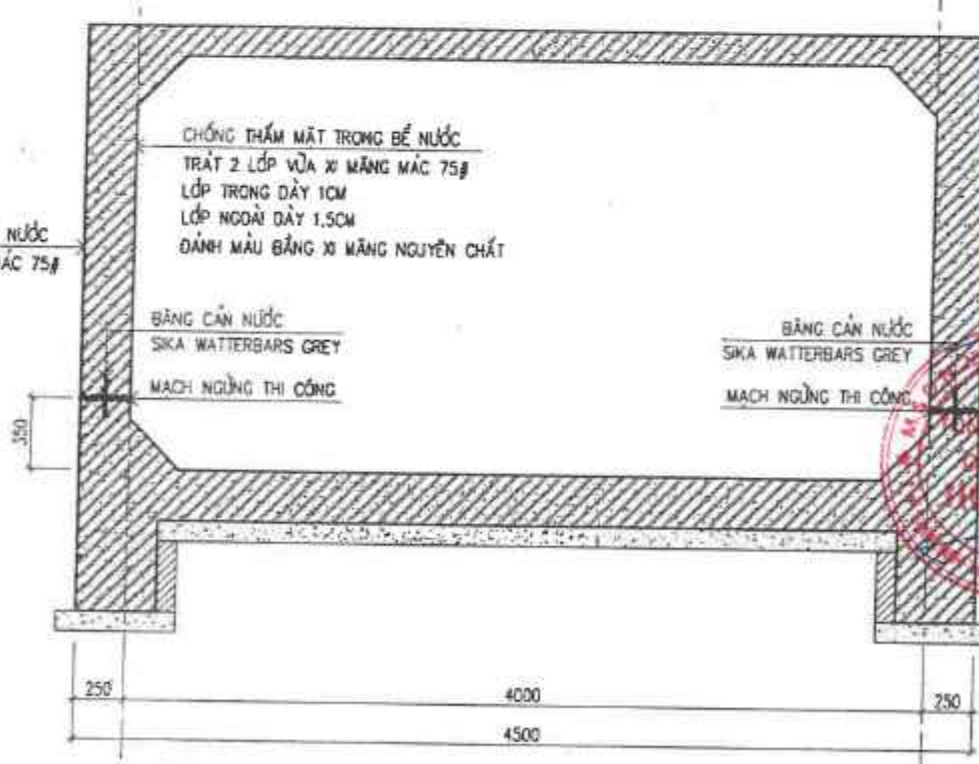 CHỐNG THẤM MẶT TRONG BỂ NƯỚC
TRÁT 2 LỚP VỮA XI MĂNG MÁC 75#
LỚP TRONG DÀY 1CM
LỚP NGOÀI DÀY 1,5CM
ĐÁNH MÀU BẰNG XI MĂNG NGUYÊN CHẤT
NƯỚC
MÁC 75#
BĂNG CẢN NƯỚC
SIKA WATTERBARS GREY
MẠCH NGỪNG THI CÔNG
BĂNG CẢN NƯỚC
SIKA WATTERBARS GREY
MẠCH NGỪNG THI CÔNG
350
250
4000
250
4500